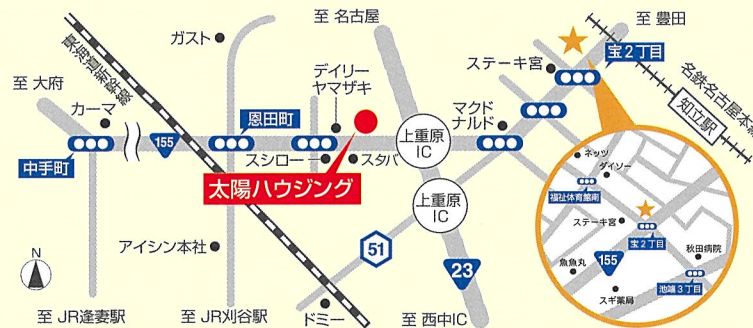 至 名古屋
至 豊田
ガスト
東海道新幹線
ステーキ宮
宝2丁目
デイリー
ヤマザキ
至 大府
カーマ
恩田町
マクド
ナルド
名鉄名古屋本線
知立駅
中手町
155
スシロー
スタバ
上重原
IC
太陽ハウジング
上重原
IC
アイシン本社
51
23
N
ドミー
至 JR逢妻駅
至 JR刈谷駅
至 西中IC
ネッツ
ダイソー
福祉体育館南
ステーキ宮
宝2丁目
155
秋田病院
魚魚丸
池端3丁目
スギ薬局